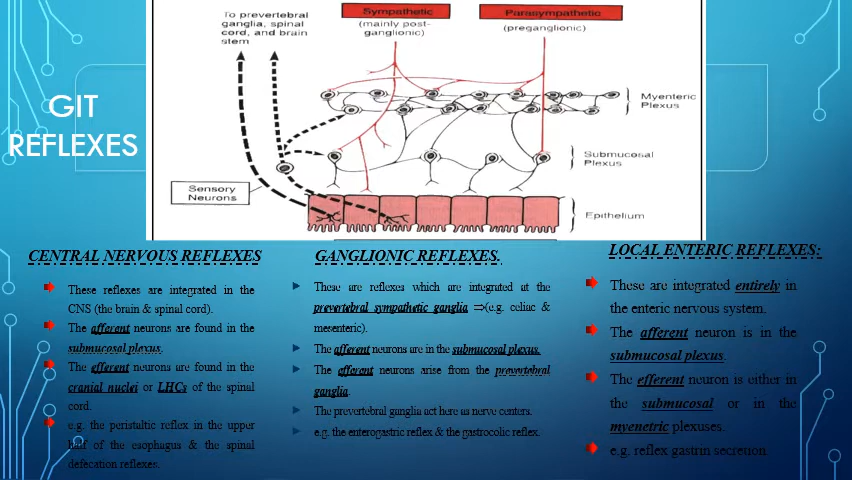 To prevertebral
ganglia, spinal
cord, and brain
stem
Sympathetic
(mainly post-
ganglionic)
Parasympathetic
(preganglionic)
Myenteric
Plexus
Submucosal
Plexus
Sensory
Neurons
Epithelium
GIT
REFLEXES
CENTRAL NERVOUS REFLEXES
These reflexes are integrated in the
CNS (the brain & spinal cord).
The afferent neurons are found in the
submucosal plexus.
The efferent neurons are found in the
cranial nuclei or LHCs of the spinal
cord.
e.g. the peristaltic reflex in the upper
half of the esophagus & the spinal
defecation reflexes.
GANGLIONIC REFLEXES.
These are reflexes which are integrated at the
prevertebral sympathetic ganglia ⇒(e.g. celiac &
mesenteric).
The afferent neurons are in the submucosal plexus.
The afferent neurons arise from the prevertebral
ganglia.
The prevertebral ganglia act here as nerve centers.
e.g. the enterogastric reflex & the gastrocolic reflex.
LOCAL ENTERIC REFLEXES:
These are integrated entirely in
the enteric nervous system.
The afferent neuron is in the
submucosal plexus.
The efferent neuron is either in
the submucosal or in the
myenetric plexuses.
e.g. reflex gastrin secretion